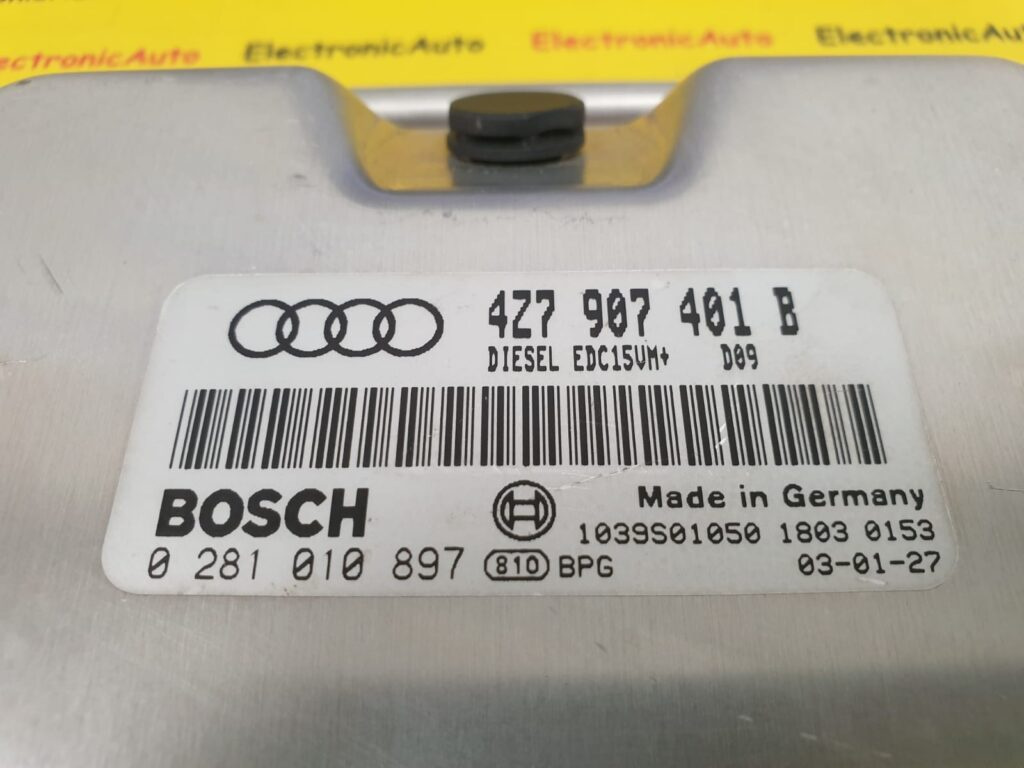 ElectronicAuto ElectronicAuto ElectronicAuto
4Z7 907 401 B
DIESEL EDC15VM+ D09
BOSCH
Made in Germany
1039S01050 1803 0153
0 281 010 897 810 BPG 03-01-27